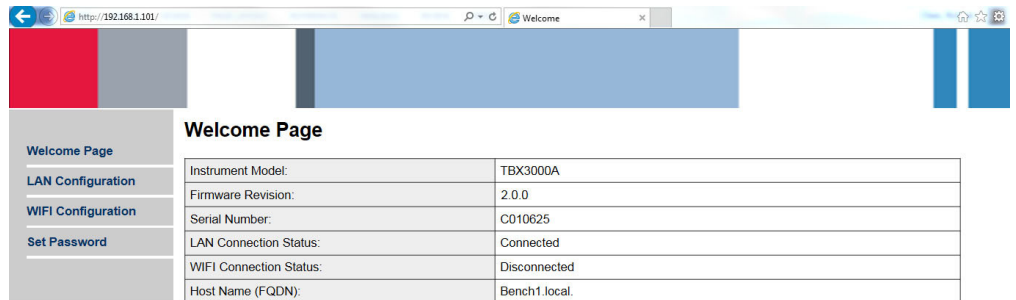 http://192.168.1.101/
Welcome
Welcome Page
LAN Configuration
WIFI Configuration
Set Password
Welcome Page
Instrument Model: TBX3000A
Firmware Revision: 2.0.0
Serial Number: C010625
LAN Connection Status: Connected
WIFI Connection Status: Disconnected
Host Name (FQDN): Bench1.local.